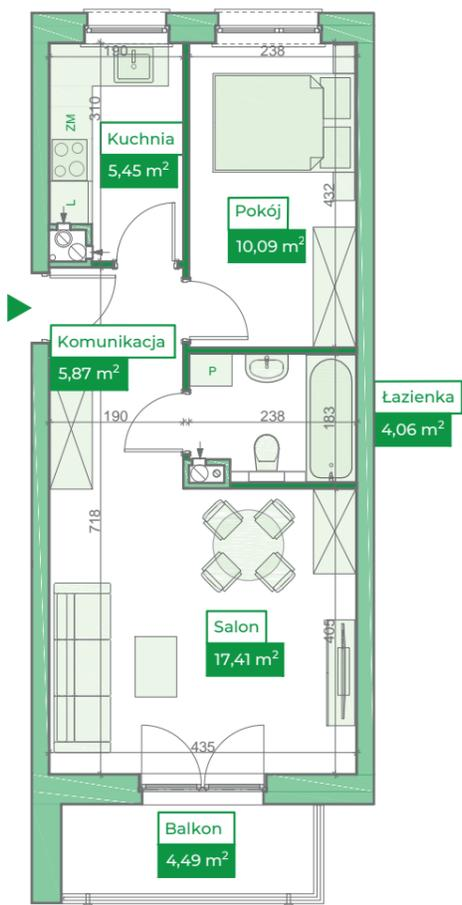 190
238
310
ZM
Kuchnia
5,45 m²
432
L
Pokój
10,09 m²
Komunikacja
5,87 m²
P
Łazienka
4,06 m²
190
238
183
718
Salon
17,41 m²
405
435
Balkon
4,49 m²